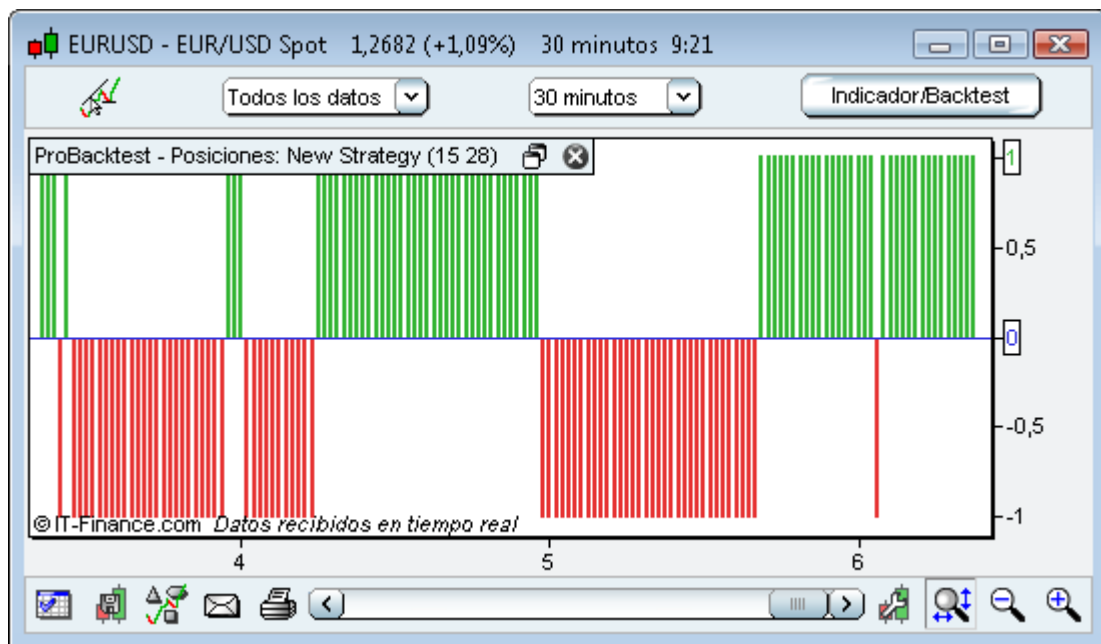 EURUSD - EUR/USD Spot 1,2682 (+1,09%) 30 minutos 9:21
Todos los datos 30 minutos Indicador/Backtest
ProBacktest - Posiciones: New Strategy (15 28)
1
0,5
0
-0,5
-1
© IT-Finance.com Datos recibidos en tiempo real
4 5 6